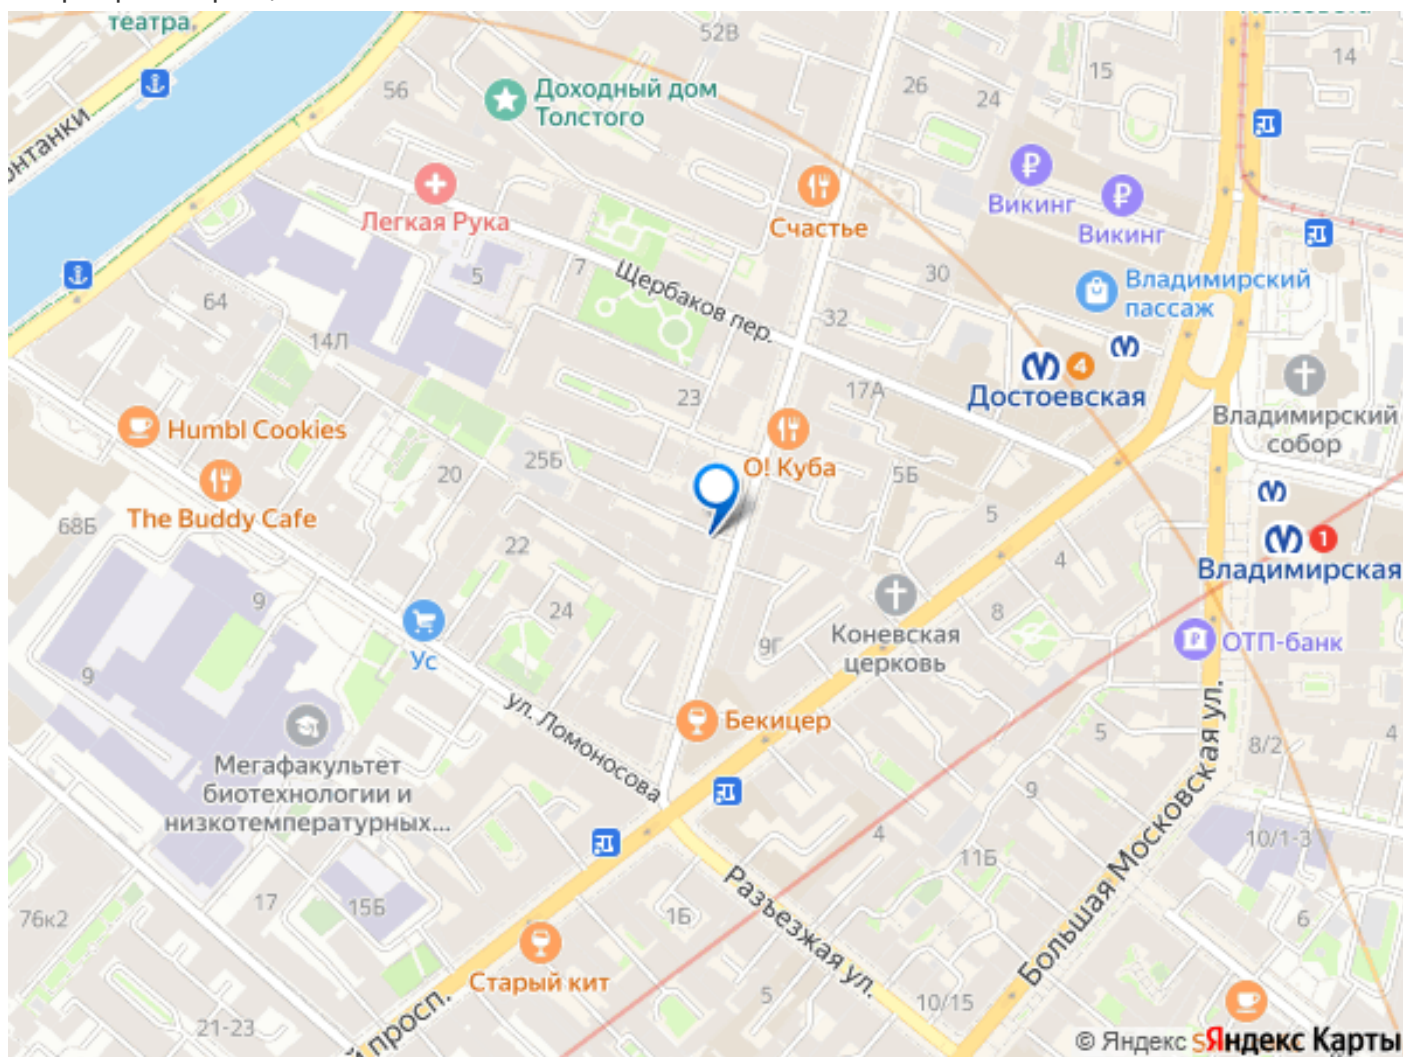 театра,
52В
14
15
56
Доходный дом
Толстого
26
24
онтанки
Викинг
Легкая Рука
Счастье
Викинг
5
7
Щербаков пер.
30
Владимирский
пассаж
64
32
14Л
4
Достоевская
17А
23
Владимирский
собор
Humbl Cookies
О! Куба
25Б
20
5Б
The Buddy Cafe
68Б
5
22
1
Владимирская
4
9
24
8
Коневская
церковь
9Г
ОТП-банк
Ус
9
ул. Ломоносова
Бекицер
5
8/2
4
Мегафакультет
биотехнологии и
низкотемпературных...
9
Большая Московская ул.
4
11Б
10/1-3
17
15Б
76к2
1Б
Разъезжая ул.
6
Старый кит
5
10/15
21-23
й просп.
© Яндекс
Яндекс Карты